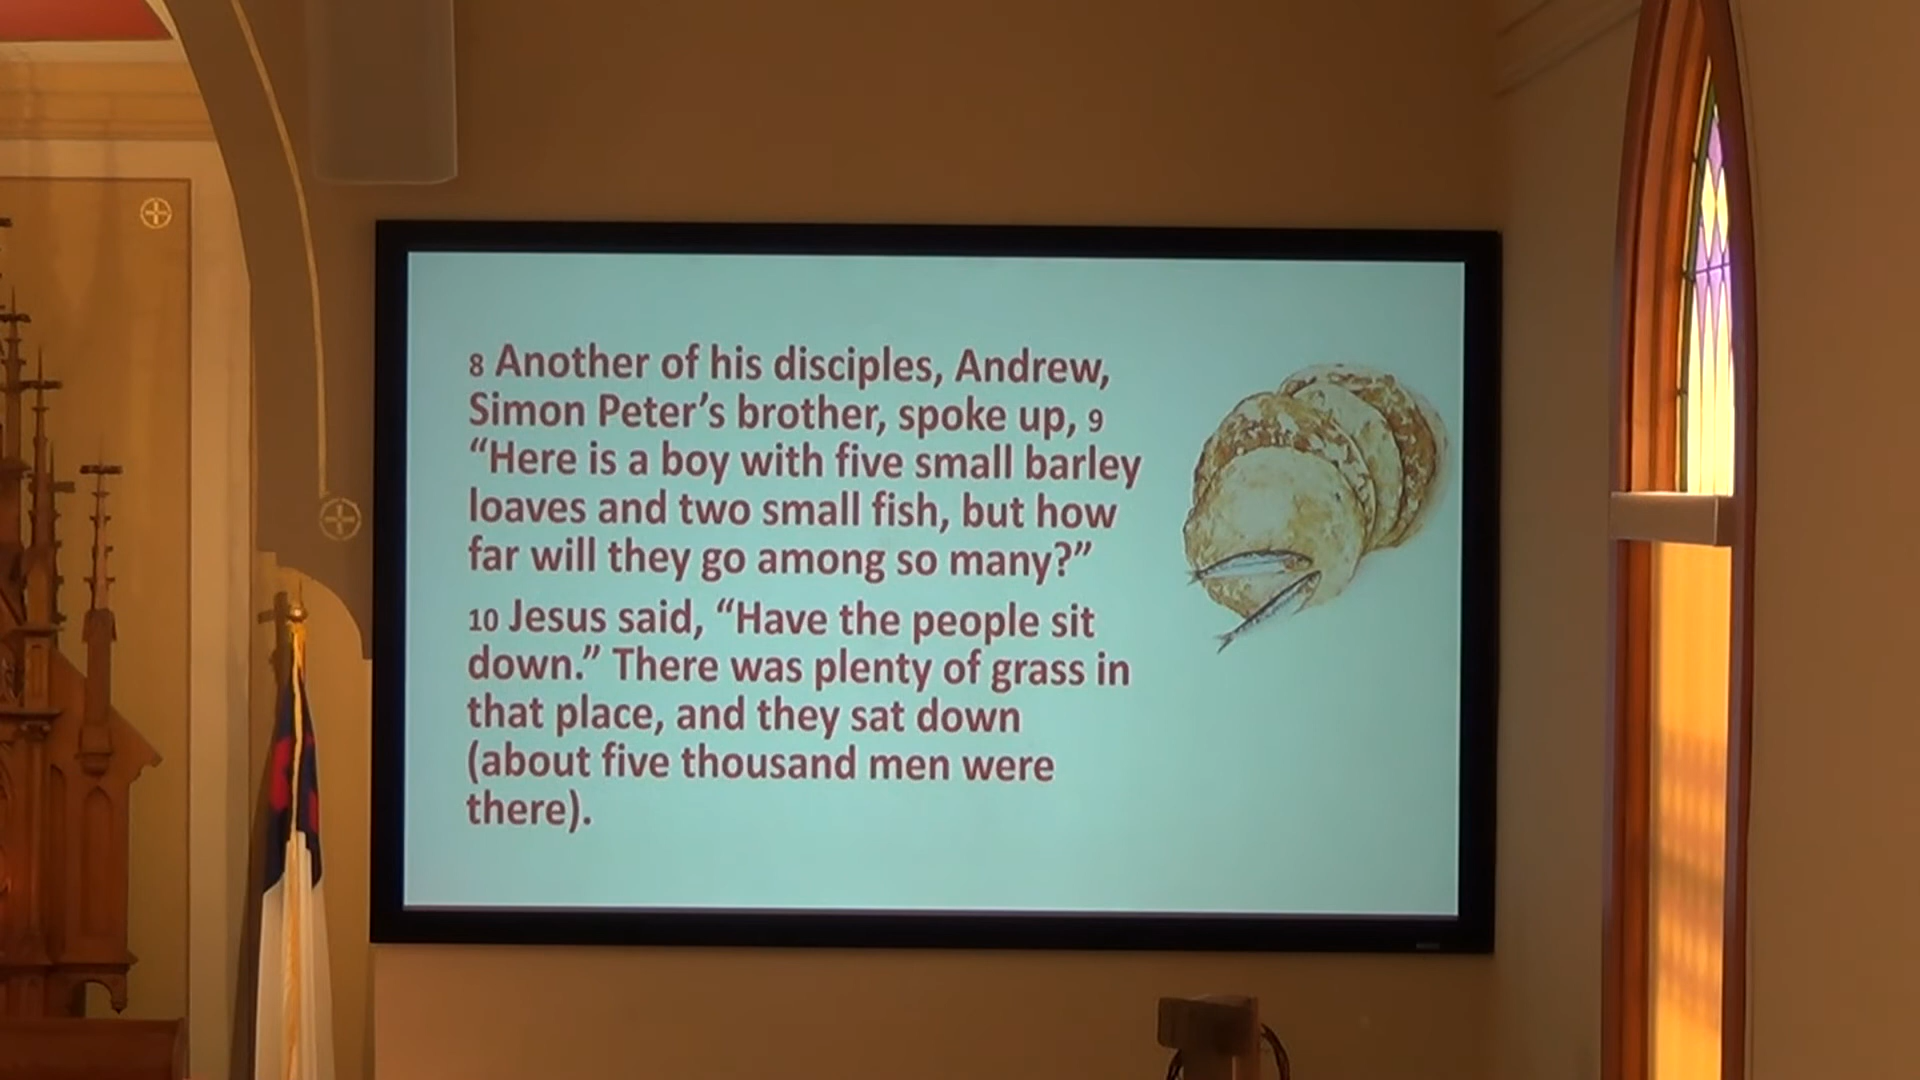 8 Another of his disciples, Andrew,
Simon Peter’s brother, spoke up, 9
“Here is a boy with five small barley
loaves and two small fish, but how
far will they go among so many?”
10 Jesus said, “Have the people sit
down.” There was plenty of grass in
that place, and they sat down
(about five thousand men were
there).